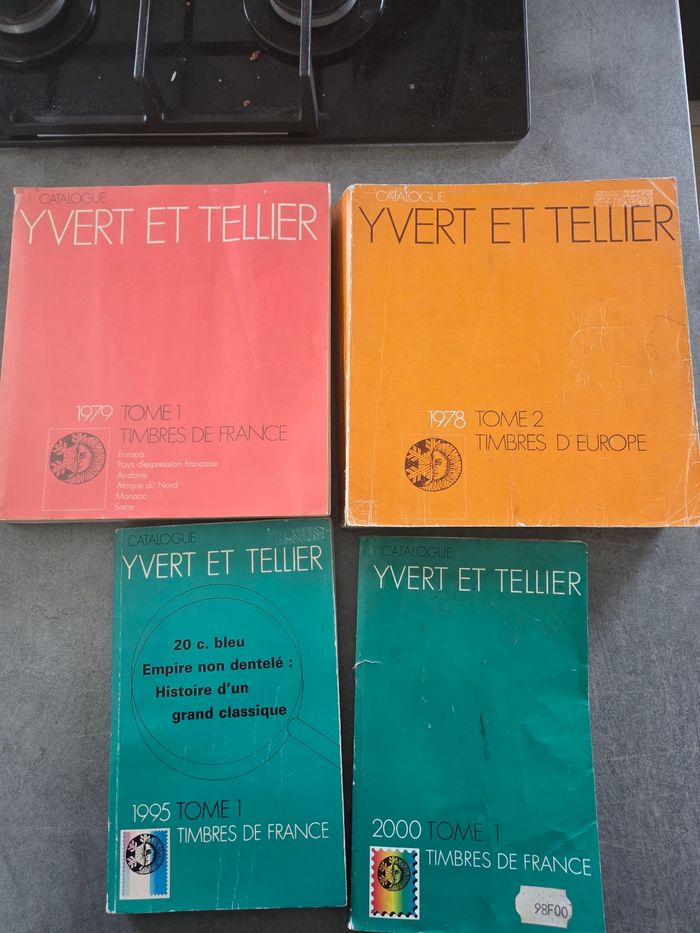 CATALOGUE
YVERT ET TELLIER
1979 TOME 1
TIMBRES DE FRANCE
Europa
Pays d'expression française
Andorre
Afrique du Nord
Monaco
Sarre
CATALOGUE
YVERT ET TELLIER
1978 TOME 2
TIMBRES D'EUROPE
CATALOGUE
YVERT ET TELLIER
20 c. bleu
Empire non dentelé :
Histoire d'un
grand classique
1995 TOME 1
TIMBRES DE FRANCE
CATALOGUE
YVERT ET TELLIER
2000 TOME 1
TIMBRES DE FRANCE
98F00